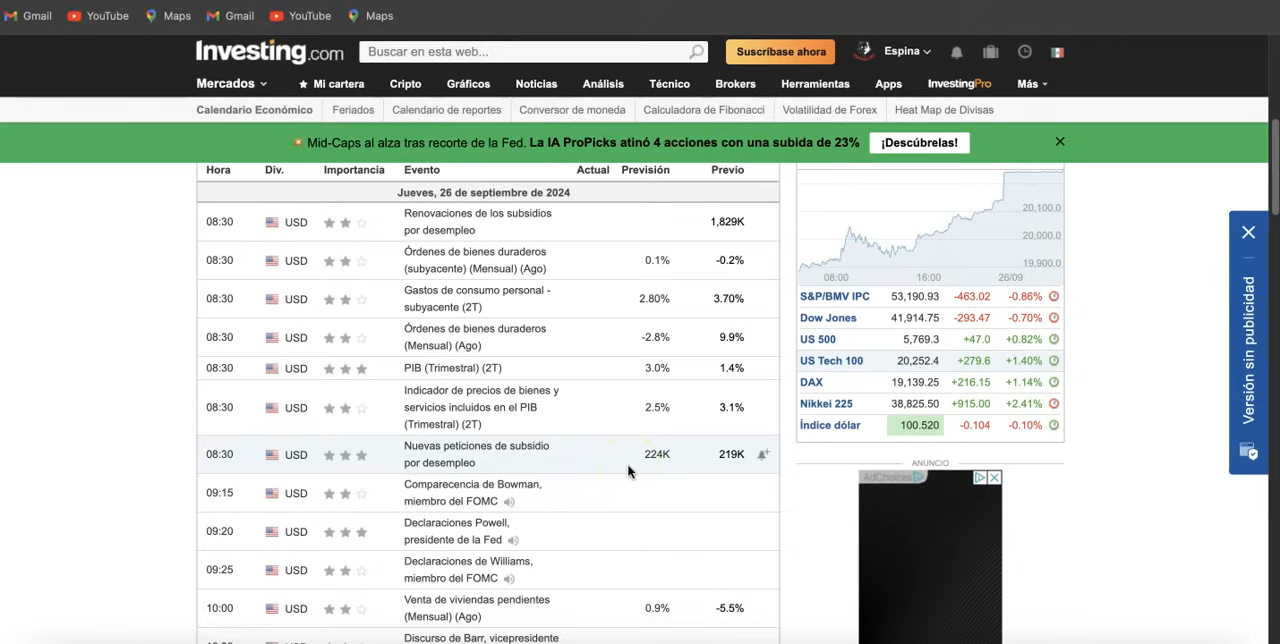 Gmail YouTube Maps Gmail YouTube Maps
Investing.com Buscar en esta web... Suscríbase ahora Espina
Mercados Mi cartera Cripto Gráficos Noticias Análisis Técnico Brokers Herramientas Apps InvestingPro Más
Calendario Económico Feriados Calendario de reportes Conversor de moneda Calculadora de Fibonacci Volatilidad de Forex Heat Map de Divisas
Mid-Caps al alza tras recorte de la Fed. La IA ProPicks atinó 4 acciones con una subida de 23% ¡Descúbrelas!
Hora Div. Importancia Evento Actual Previsión Previo
Jueves, 26 de septiembre de 2024
08:30 USD Renovaciones de los subsidios
por desempleo 1,829K
08:30 USD Órdenes de bienes duraderos
(subyacente) (Mensual) (Ago) 0.1% -0.2%
08:30 USD Gastos de consumo personal -
subyacente (2T) 2.80% 3.70%
08:30 USD Órdenes de bienes duraderos
(Mensual) (Ago) -2.8% 9.9%
08:30 USD PIB (Trimestral) (2T) 3.0% 1.4%
08:30 USD Indicador de precios de bienes y
servicios incluidos en el PIB
(Trimestral) (2T) 2.5% 3.1%
08:30 USD Nuevas peticiones de subsidio
por desempleo 224K 219K
09:15 USD Comparecencia de Bowman,
miembro del FOMC
09:20 USD Declaraciones Powell,
presidente de la Fed
09:25 USD Declaraciones de Williams,
miembro del FOMC
10:00 USD Venta de viviendas pendientes
(Mensual) (Ago) 0.9% -5.5%
Discurso de Barr, vicepresidente
20,100.0
20,000.0
19,900.0
08:00 16:00 26/09
S&P/BMV IPC 53,190.93 -463.02 -0.86%
Dow Jones 41,914.75 -293.47 -0.70%
US 500 5,769.3 +47.0 +0.82%
US Tech 100 20,252.4 +279.6 +1.40%
DAX 19,139.25 +216.15 +1.14%
Nikkei 225 38,825.50 +915.00 +2.41%
Índice dólar 100.520 -0.104 -0.10%
ANUNCIO
AdChoices
Versión sin publicidad